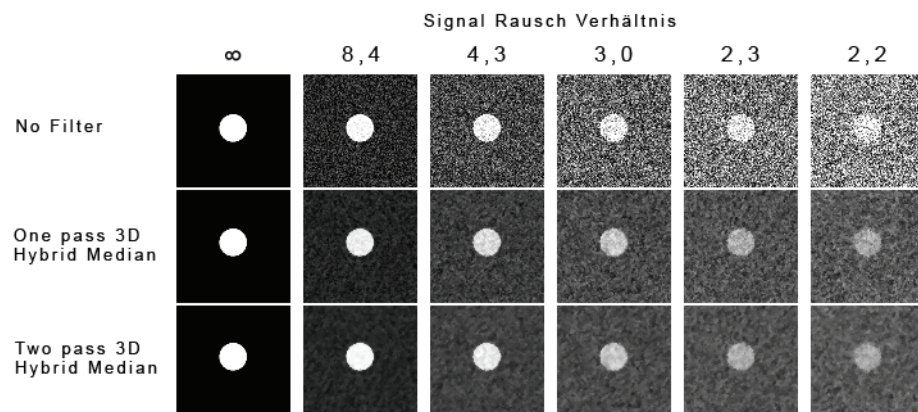 Signal Rausch Verhältnis
∞ 8,4 4,3 3,0 2,3 2,2
No Filter
One pass 3D
Hybrid Median
Two pass 3D
Hybrid Median